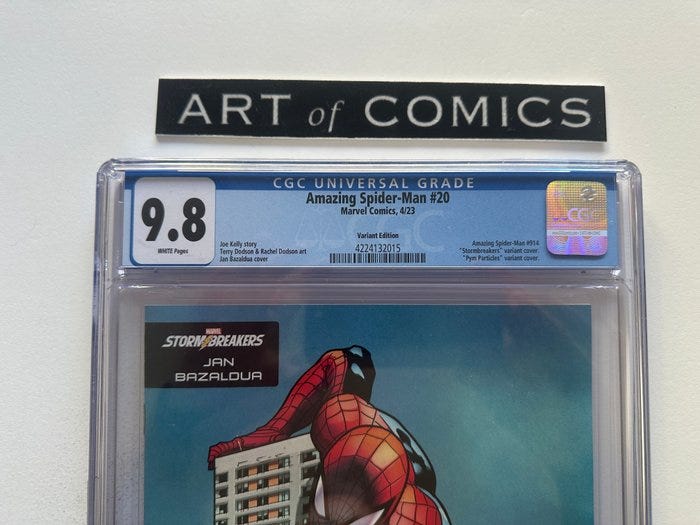 ART of COMICS
CGC UNIVERSAL GRADE
Amazing Spider-Man #20
Marvel Comics, 4/23
9.8
WHITE Pages
Variant Edition
4224132015
Joe Kelly story
Terry Dodson & Rachel Dodson art
Jan Bazaldua cover
Amazing Spider-Man #914
"Stormbreakers" variant cover.
"Pym Particles" variant cover.
CGC
MARVEL
STORMBREAKERS
JAN
BAZALDUA